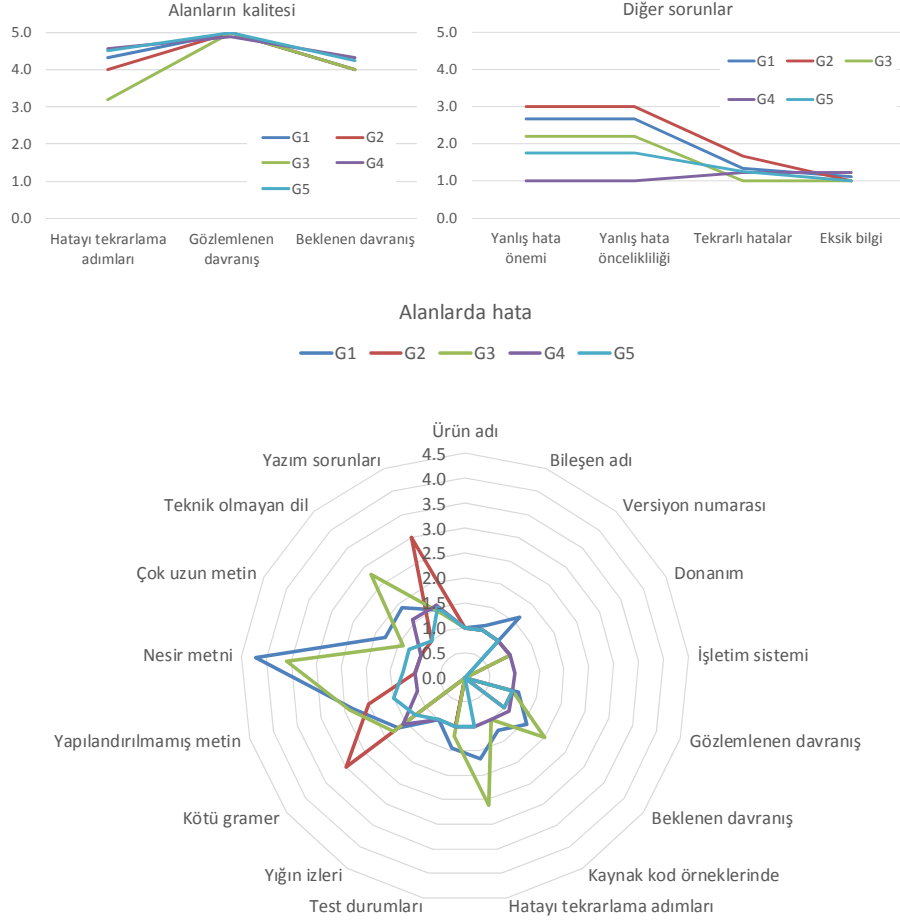 Alanların kalitesi
5.0
4.0
3.0
2.0
1.0
0.0
G1 G2
G3 G4
G5
Hatayı tekrarlama adımları
Gözlemlenen davranış
Beklenen davranış
Diğer sorunlar
5.0
4.0
3.0
2.0
1.0
0.0
G1 G2 G3
G4 G5
Yanlış hata önemi
Yanlış hata öncelikliliği
Tekrarlı hatalar
Eksik bilgi
Alanlarda hata
G1 G2 G3 G4 G5
Ürün adı
Bileşen adı
Versiyon numarası
Donanım
İşletim sistemi
Gözlemlenen davranış
Beklenen davranış
Kaynak kod örneklerinde
Hatayı tekrarlama adımları
Test durumları
Yığın izleri
Kötü gramer
Yapılandırılmamış metin
Nesir metni
Çok uzun metin
Teknik olmayan dil
Yazım sorunları
4.5
4.0
3.5
3.0
2.5
2.0
1.5
1.0
0.5
0.0